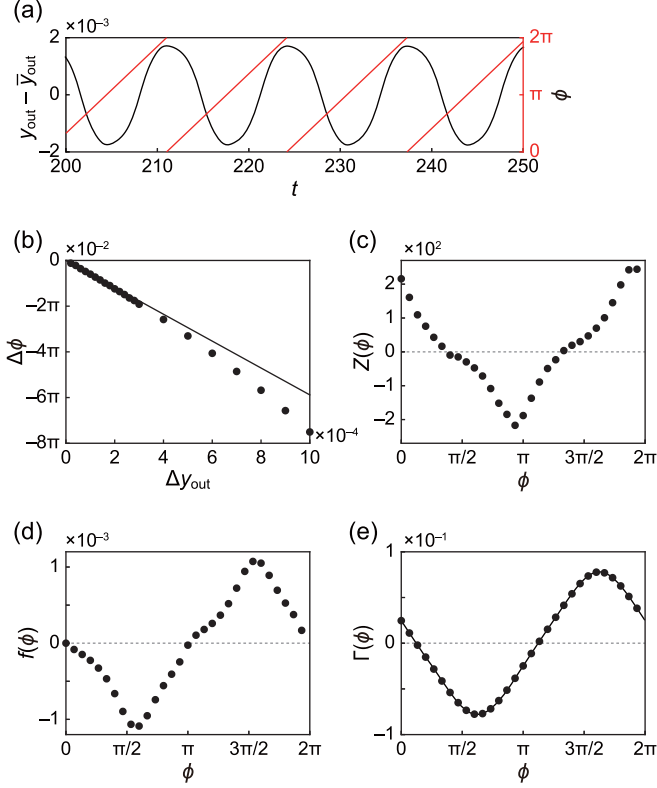 (a)
×10⁻³
2
0
−2
y_out − ȳ_out
2π
π
0
ϕ
200 210 220 230 240 250
t
(b)
×10⁻²
0
−2π
−4π
−6π
−8π
Δϕ
0 2 4 6 8 10
×10⁻⁴
Δy_out
(c)
×10²
2
1
0
−1
−2
Z(ϕ)
0 π/2 π 3π/2 2π
ϕ
(d)
×10⁻³
1
0
−1
f(ϕ)
0 π/2 π 3π/2 2π
ϕ
(e)
×10⁻¹
1
0
−1
Γ(ϕ)
0 π/2 π 3π/2 2π
ϕ